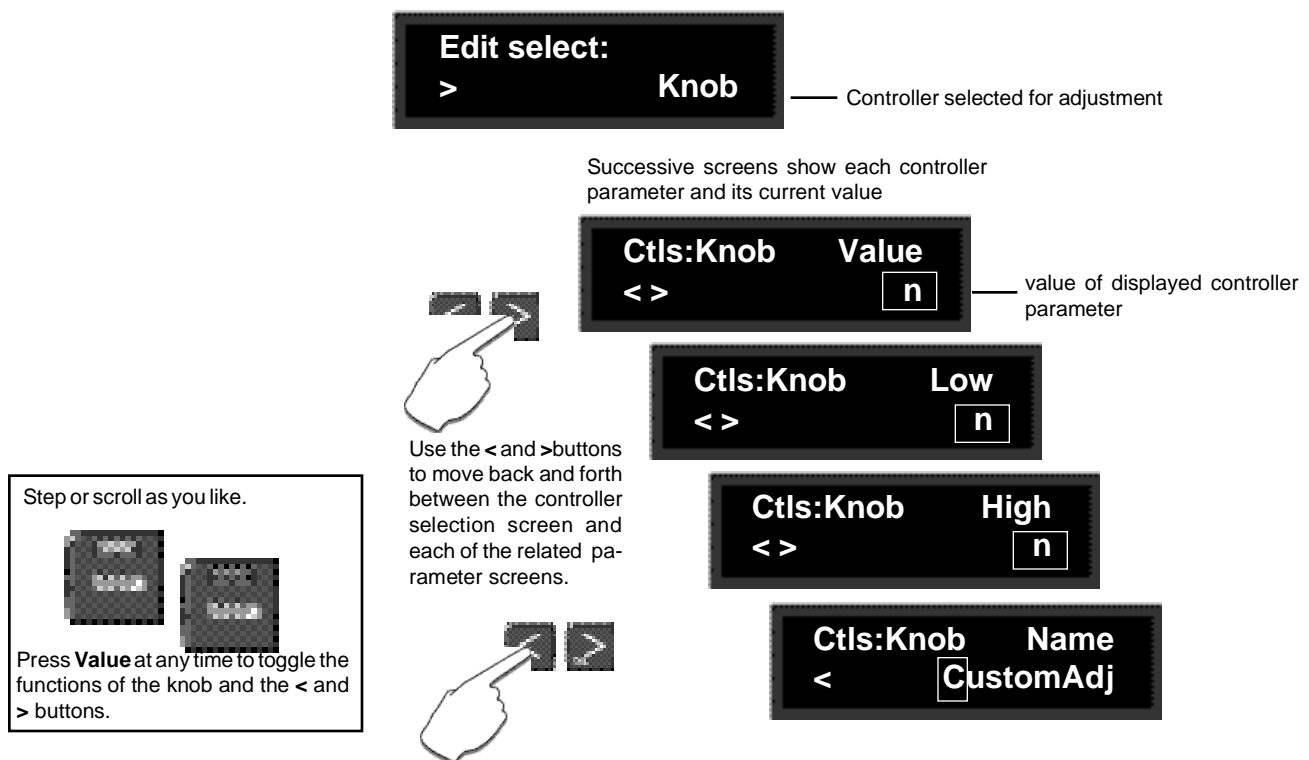 Edit select:
> Knob
Controller selected for adjustment
Successive screens show each controller
parameter and its current value
Ctls:Knob Value
< > n
value of displayed controller
parameter
Ctls:Knob Low
< > n
Use the < and >buttons
to move back and forth
between the controller
selection screen and
each of the related pa-
rameter screens.
Ctls:Knob High
< > n
Step or scroll as you like.
Press Value at any time to toggle the
functions of the knob and the < and
> buttons.
Ctls:Knob Name
< CustomAdj
< >
< >